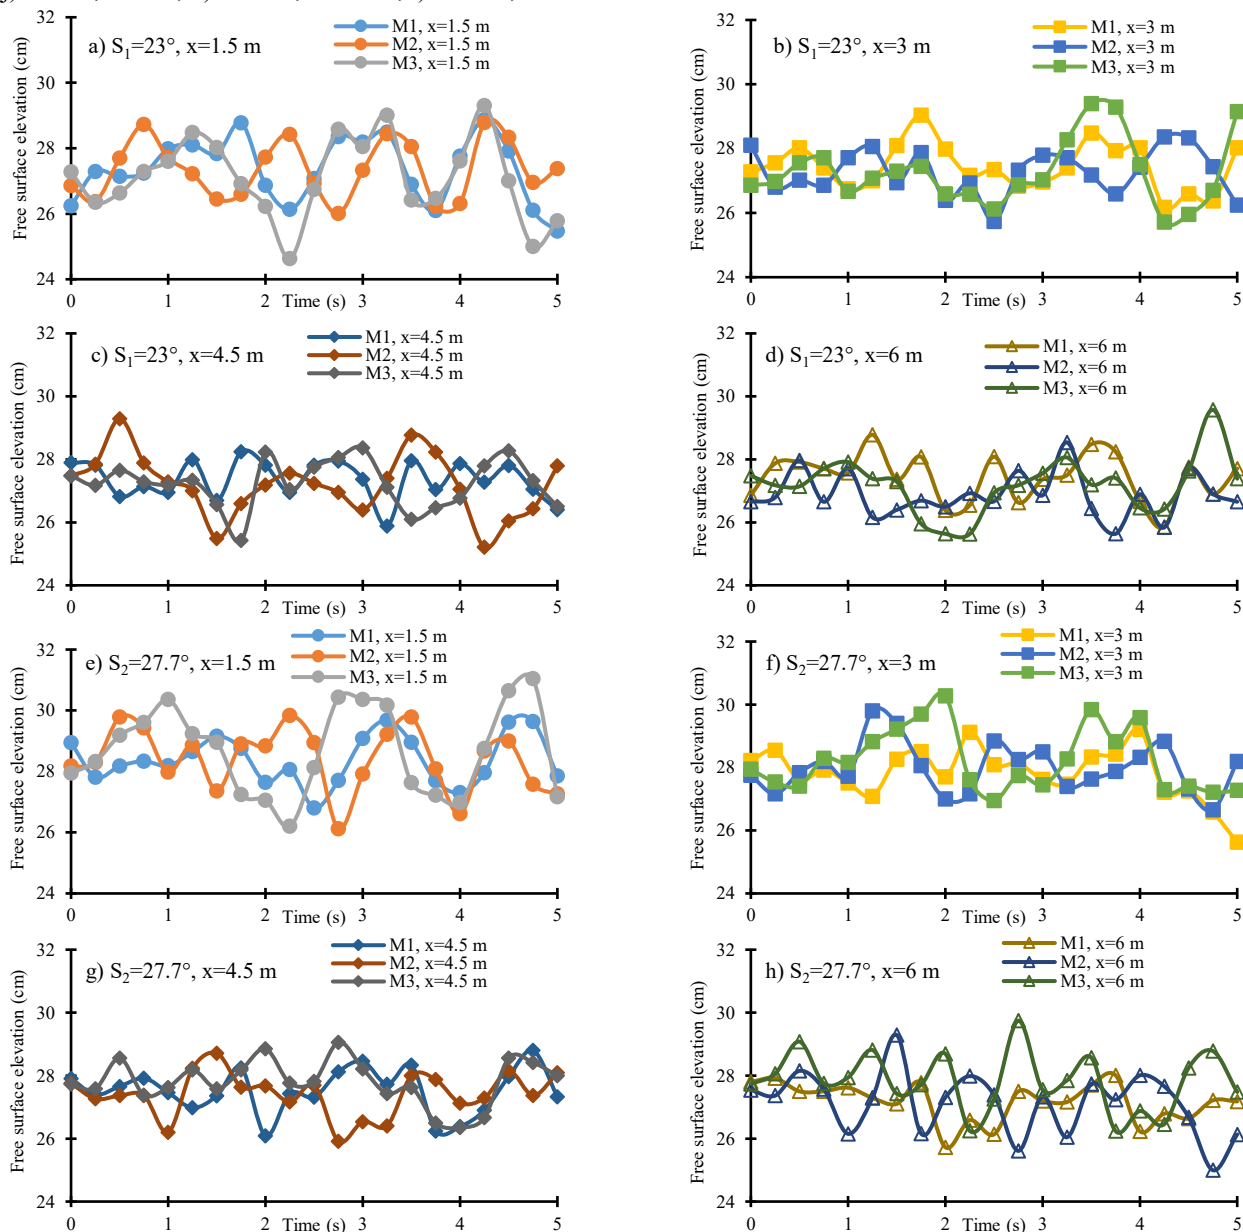 32
30
28
26
24
Free surface elevation (cm)
a) S₁=23°, x=1.5 m
M1, x=1.5 m
M2, x=1.5 m
M3, x=1.5 m
0 1 2 Time (s) 3 4 5
32
30
28
26
24
Free surface elevation (cm)
b) S₁=23°, x=3 m
M1, x=3 m
M2, x=3 m
M3, x=3 m
0 1 2 Time (s) 3 4 5
32
30
28
26
24
Free surface elevation (cm)
c) S₁=23°, x=4.5 m
M1, x=4.5 m
M2, x=4.5 m
M3, x=4.5 m
0 1 2 Time (s) 3 4 5
32
30
28
26
24
Free surface elevation (cm)
d) S₁=23°, x=6 m
M1, x=6 m
M2, x=6 m
M3, x=6 m
0 1 2 Time (s) 3 4 5
32
30
28
26
24
Free surface elevation (cm)
e) S₂=27.7°, x=1.5 m
M1, x=1.5 m
M2, x=1.5 m
M3, x=1.5 m
0 1 2 Time (s) 3 4 5
32
30
28
26
24
Free surface elevation (cm)
f) S₂=27.7°, x=3 m
M1, x=3 m
M2, x=3 m
M3, x=3 m
0 1 2 Time (s) 3 4 5
32
30
28
26
24
Free surface elevation (cm)
g) S₂=27.7°, x=4.5 m
M1, x=4.5 m
M2, x=4.5 m
M3, x=4.5 m
0 1 2 Time (s) 3 4 5
32
30
28
26
24
Free surface elevation (cm)
h) S₂=27.7°, x=6 m
M1, x=6 m
M2, x=6 m
M3, x=6 m
0 1 2 Time (s) 3 4 5